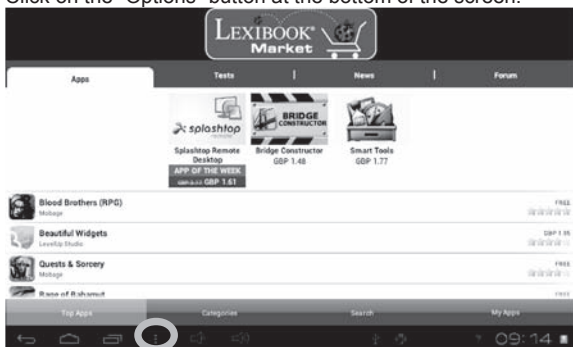 Click on the "Options" button at the bottom of the screen.
LEXIBOOK®
Market
Apps
Tests
News
Forum
splashtop
BRIDGE
CONSTRUCTOR
Splashtop Remote
Desktop
APP OF THE WEEK
GBP 1.61
Bridge Constructor
GBP 1.48
Smart Tools
GBP 1.77
Blood Brothers (RPG)
Mobage
FREE
Beautiful Widgets
LevelUp Studio
Quests & Sorcery
Mobage
FREE
Rage of Bahamut
FREE
Top Apps
Categories
Search
My Apps
09:14